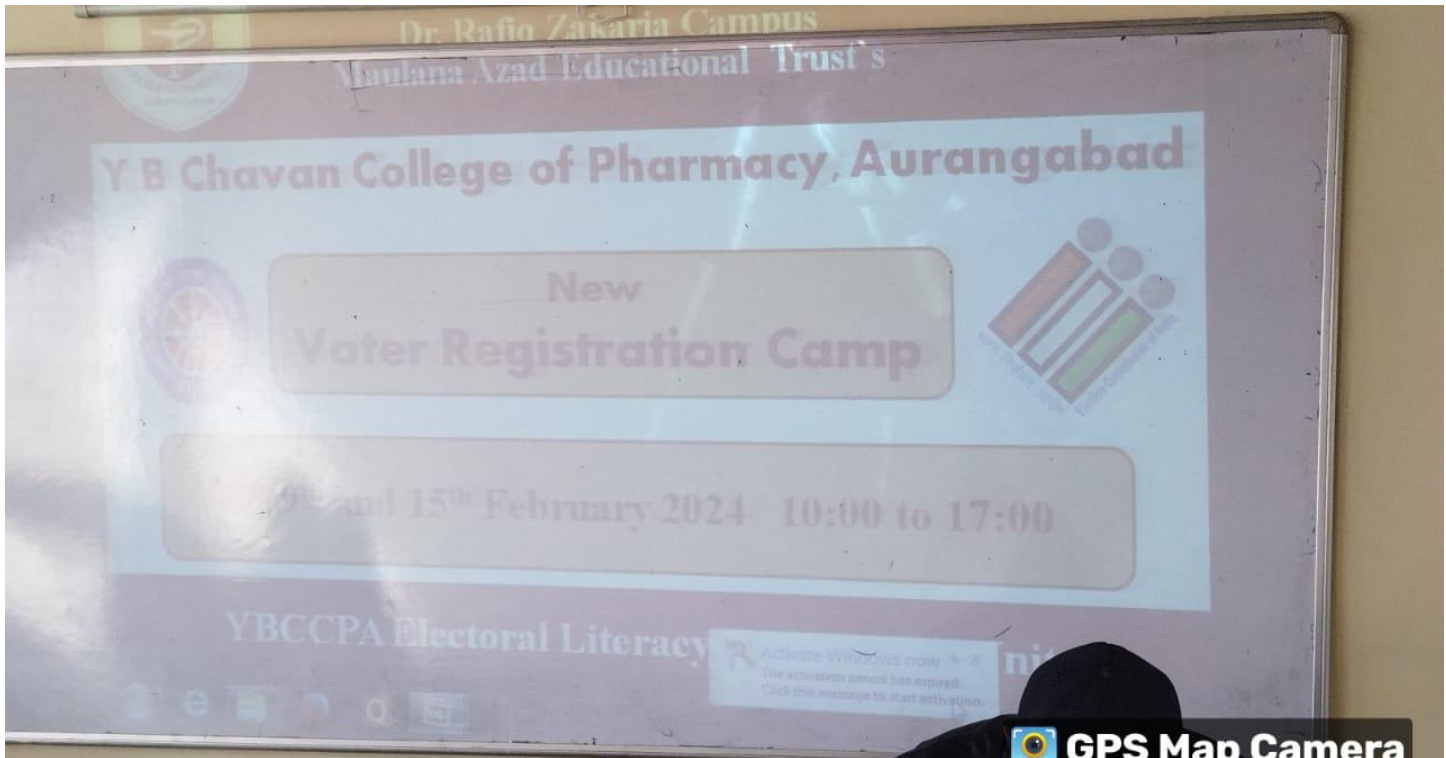 Dr. Rafiq Zakaria Campus
Maulana Azad Educational Trust's
Y B Chavan College of Pharmacy, Aurangabad
New
Voter Registration Camp
9th and 15th February 2024 10:00 to 17:00
YBCCPA Electoral Literacy
Activate Windows now
The activation period has expired.
Click this message to start activation.
GPS Map Camera